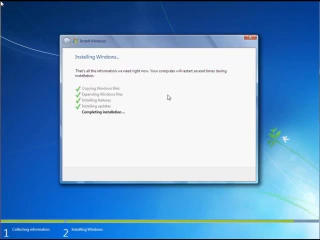 Install Windows
Installing Windows...
That's all the information we need right now. Your computer will restart several times during
installation.
Copying Windows files
Expanding Windows files
Installing features
Installing updates
Completing installation...
1 Collecting information
2 Installing Windows